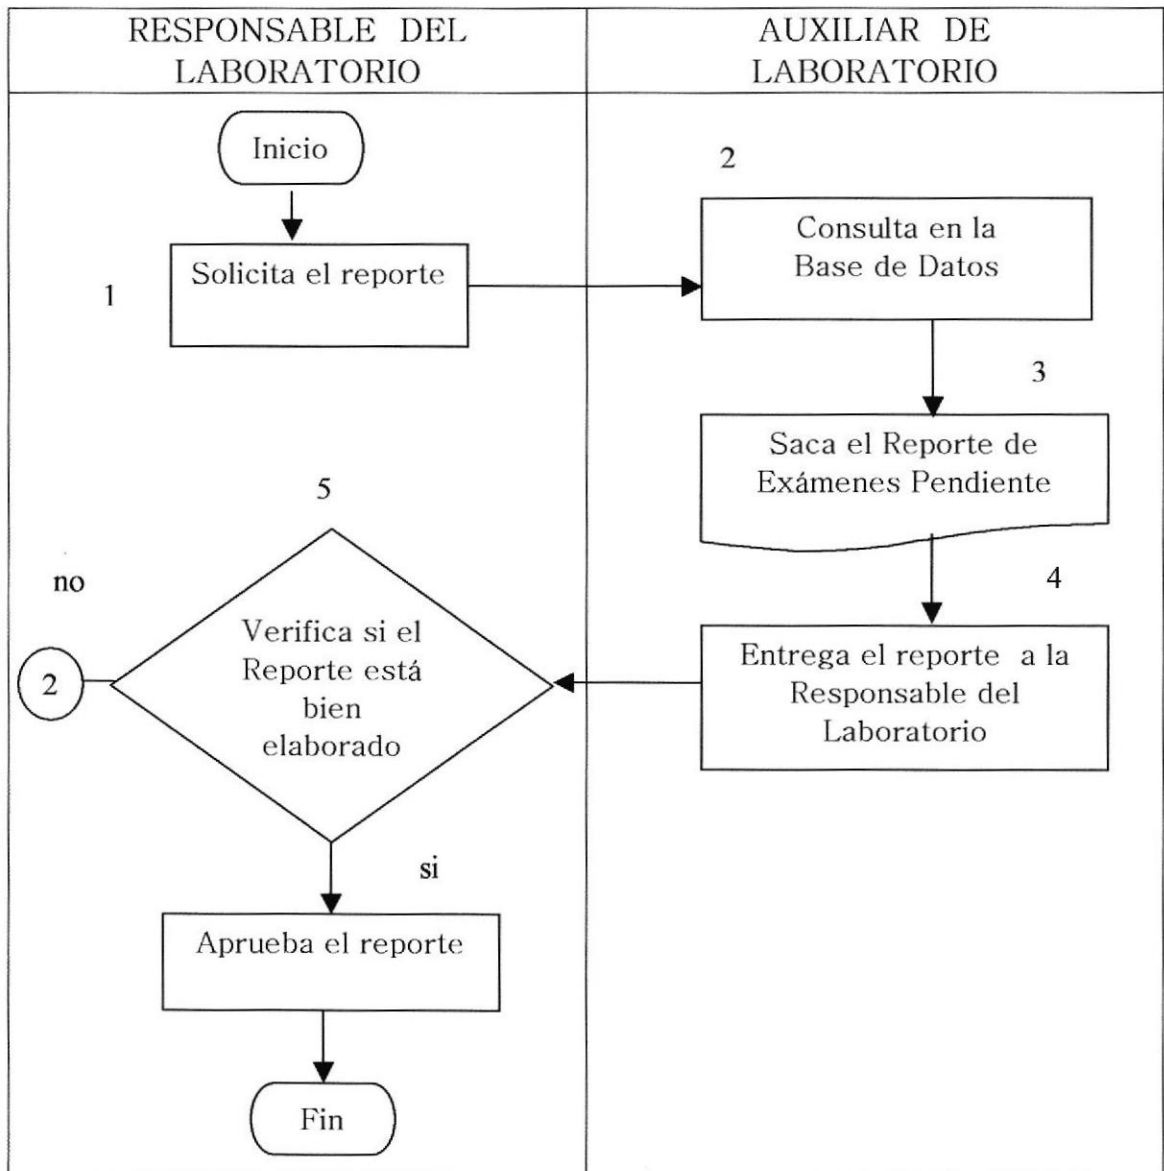 RESPONSABLE DEL
LABORATORIO
AUXILIAR DE
LABORATORIO
Inicio
1
Solicita el reporte
2
Consulta en la
Base de Datos
3
Saca el Reporte de
Exámenes Pendiente
4
Entrega el reporte a la
Responsable del
Laboratorio
5
Verifica si el
Reporte está
bien
elaborado
no
2
si
Aprueba el reporte
Fin